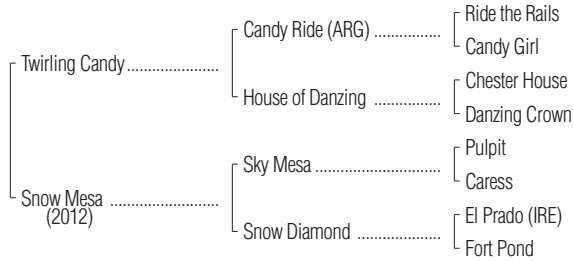 Ride the Rails
Candy Ride (ARG) ................
Candy Girl
Twirling Candy ......................
Chester House
House of Danzing ................
Danzing Crown
Pulpit
Sky Mesa ..............................
Caress
Snow Mesa ..........................
(2012)
El Prado (IRE)
Snow Diamond ....................
Fort Pond